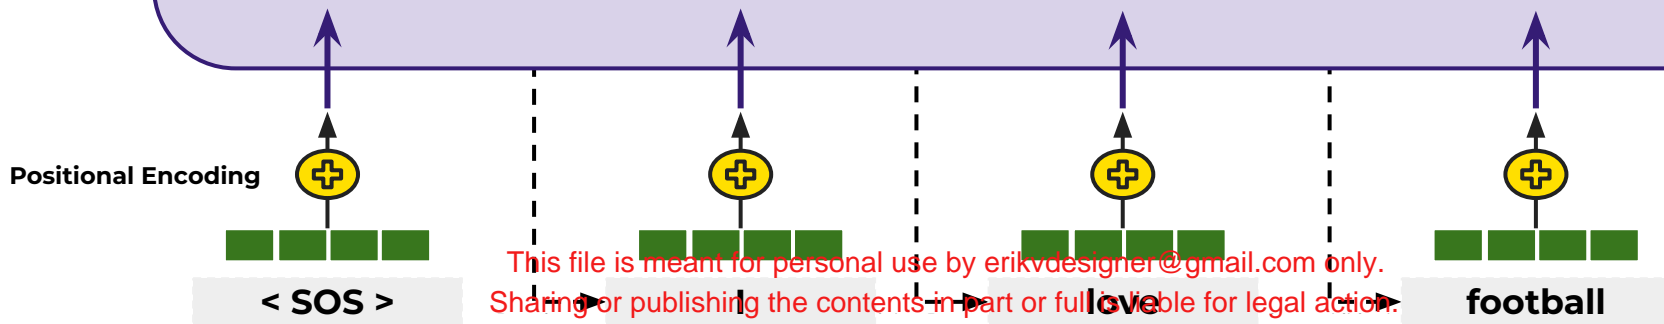 Positional Encoding
This file is meant for personal use by erikvdesigner@gmail.com only.
Sharing or publishing the contents in part or full is liable for legal action.
< SOS >
I
love
football